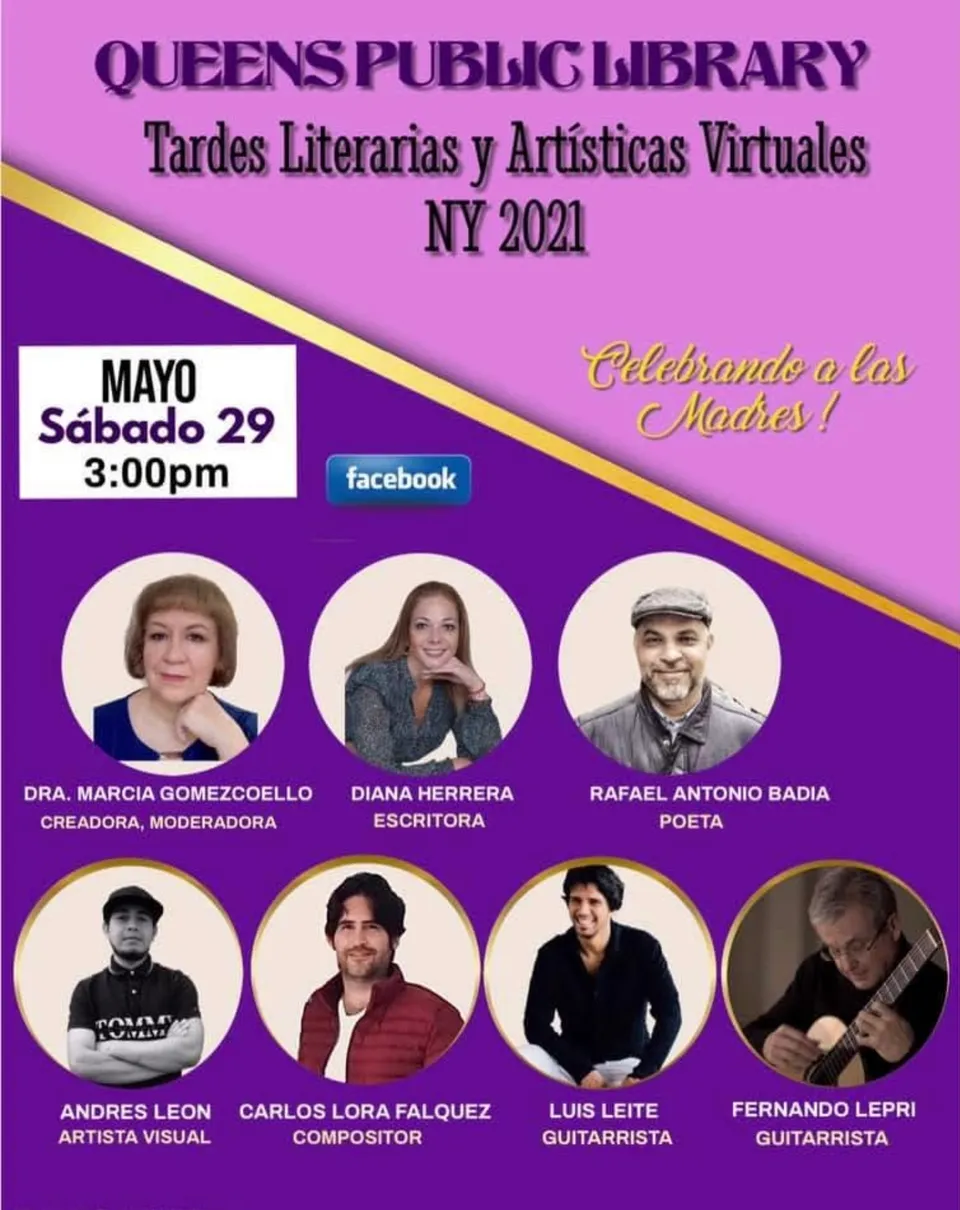 QUEENS PUBLIC LIBRARY
Tardes Literarias y Artísticas Virtuales
NY 2021
Celebrando a las
Madres !
MAYO
Sábado 29
3:00pm
facebook
DRA. MARCIA GOMEZCOELLO
CREADORA, MODERADORA
DIANA HERRERA
ESCRITORA
RAFAEL ANTONIO BADIA
POETA
TOMMY
ANDRES LEON
ARTISTA VISUAL
CARLOS LORA FALQUEZ
COMPOSITOR
LUIS LEITE
GUITARRISTA
FERNANDO LEPRI
GUITARRISTA